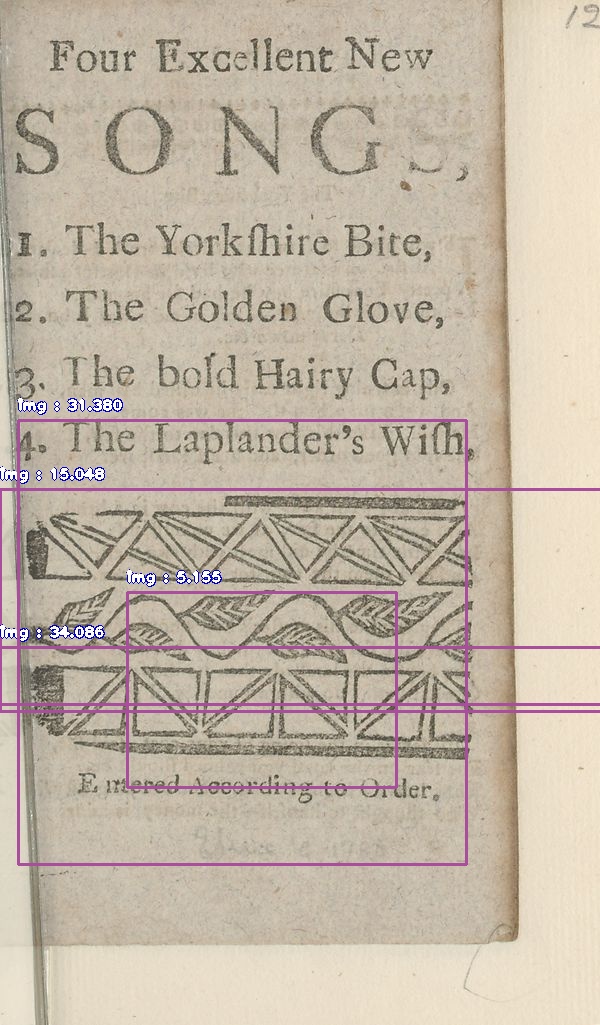 12
Four Excellent New
SONGS,
1. The Yorkſhire Bite,
2. The Golden Glove,
3. The bold Hairy Cap,
Img : 31.380
4. The Laplander's Wiſh,
Img : 15.048
Img : 5.155
Img : 34.086
Entered According to Order.